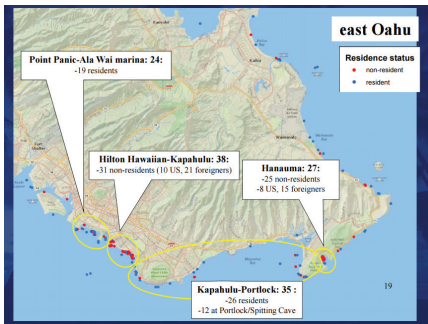 east Oahu
Residence status
non-resident
resident
Point Panic-Ala Wai marina: 24:
-19 residents
Hilton Hawaiian-Kapahulu: 38:
-31 non-residents (10 US, 21 foreigners)
Hanauma: 27:
-25 non-residents
-8 US, 15 foreigners
Kapahulu-Portlock: 35 :
-26 residents
-12 at Portlock/Spitting Cave
19